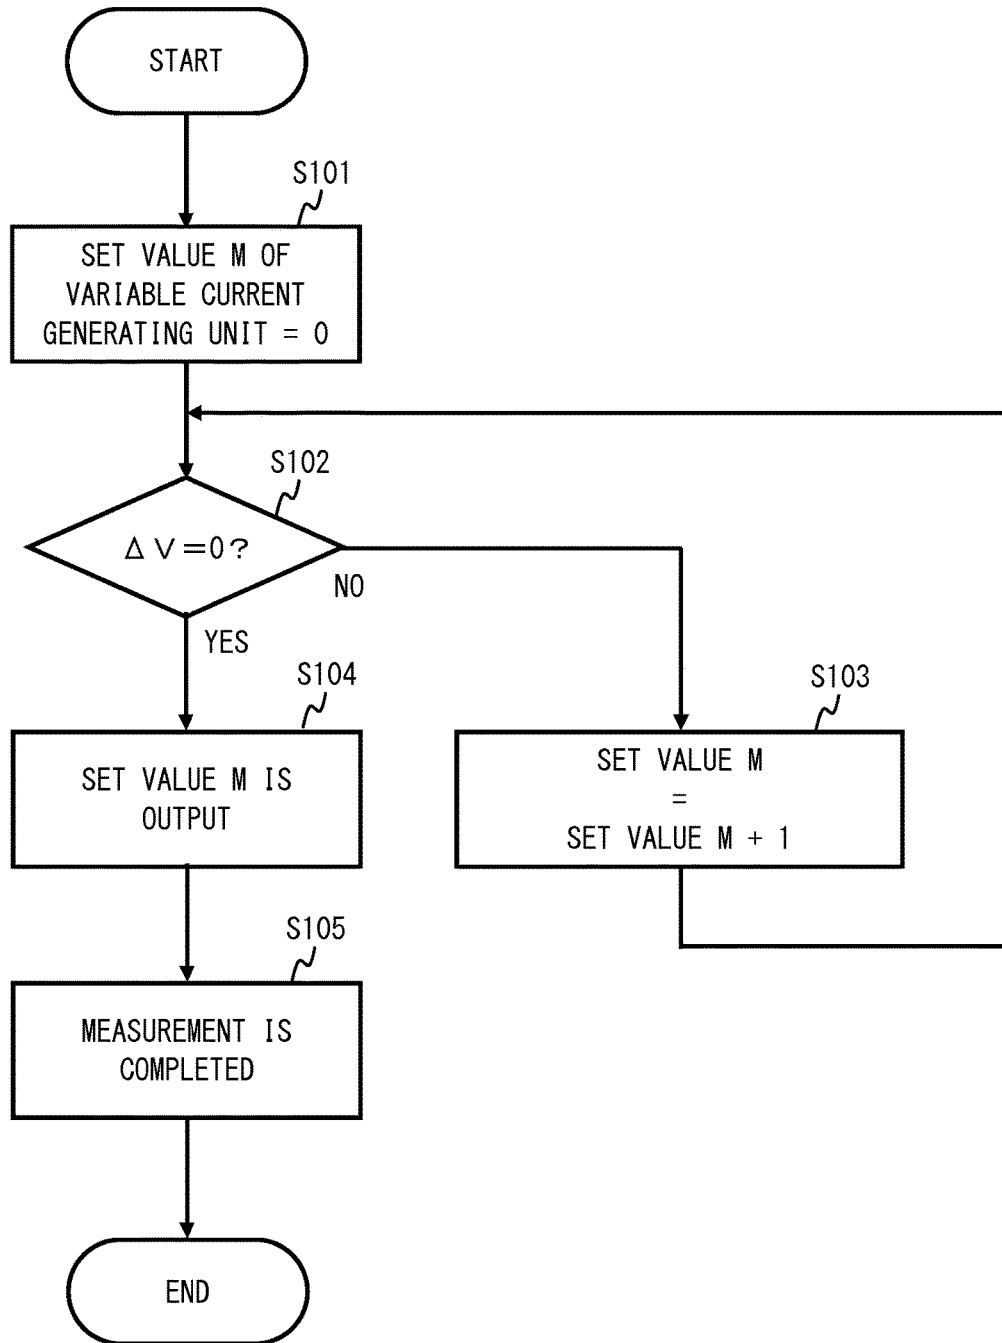 START
S101
SET VALUE M OF
VARIABLE CURRENT
GENERATING UNIT = 0
S102
ΔV=0?
NO
YES
S104
SET VALUE M IS
OUTPUT
S103
SET VALUE M
=
SET VALUE M + 1
S105
MEASUREMENT IS
COMPLETED
END